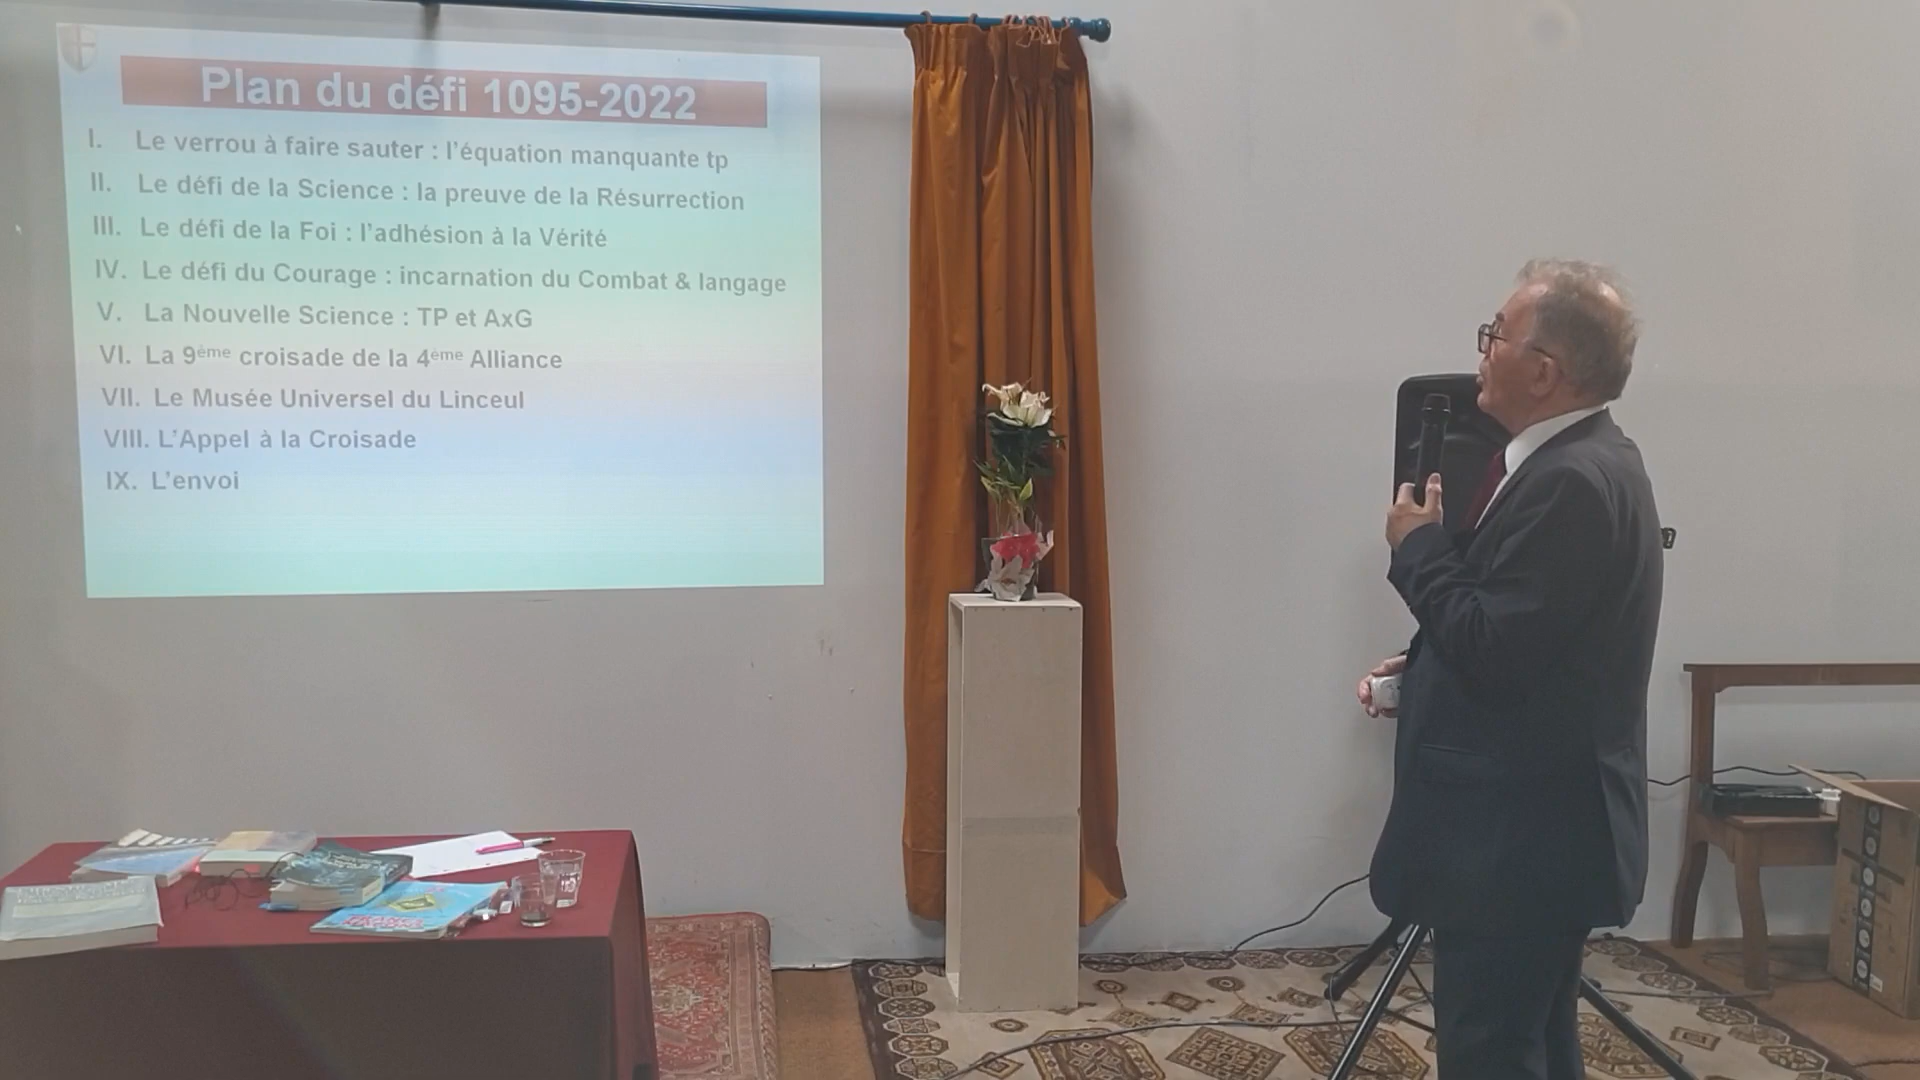 Plan du défi 1095-2022
I. Le verrou à faire sauter : l'équation manquante tp
II. Le défi de la Science : la preuve de la Résurrection
III. Le défi de la Foi : l'adhésion à la Vérité
IV. Le défi du Courage : incarnation du Combat & langage
V. La Nouvelle Science : TP et AxG
VI. La 9ème croisade de la 4ème Alliance
VII. Le Musée Universel du Linceul
VIII. L'Appel à la Croisade
IX. L'envoi